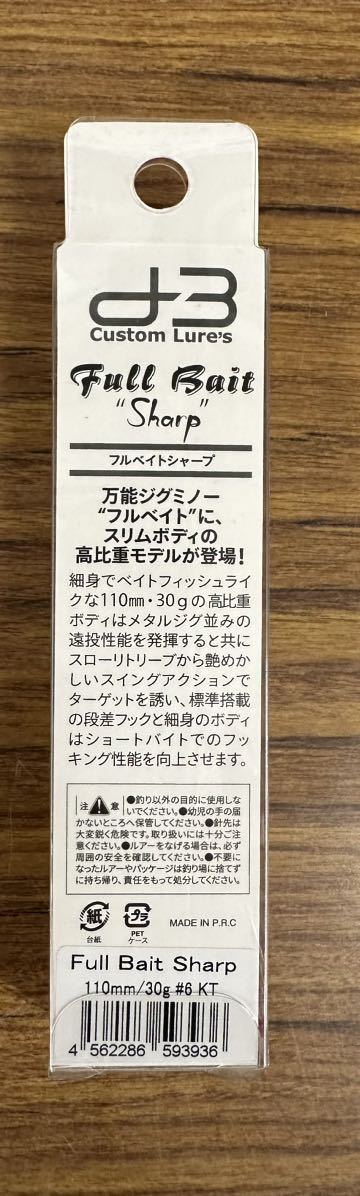 d3
Custom Lure's
Full Bait
"Sharp"
フルベイトシャープ
万能ジグミノー
"フルベイト"に、
スリムボディの
高比重モデルが登場!
細身でベイトフィッシュライ
クな110㎜・30gの高比重
ボディはメタルジグ並みの
遠投性能を発揮すると共に
スローリトリーブから艶めか
しいスイングアクションで
ターゲットを誘い、標準搭載
の段差フックと細身のボディ
はショートバイトでのフッ
キング性能を向上させます。
注意 ●釣り以外の目的に使用しな
いでください。●幼児の手の届
かないところへ保管してください。●針先は
大変鋭く危険です。取り扱いには十分ご注
意ください。●ルアーをなげる場合は、必ず
周囲の安全を確認してください。●不要に
なったルアーやパッケージは釣り場に捨てず
に持ち帰り、責任をもって処分してください。
紙
台紙
プラ
PET
ケース
MADE IN P.R.C
Full Bait Sharp
110mm/30g #6 KT
4 562286 593936